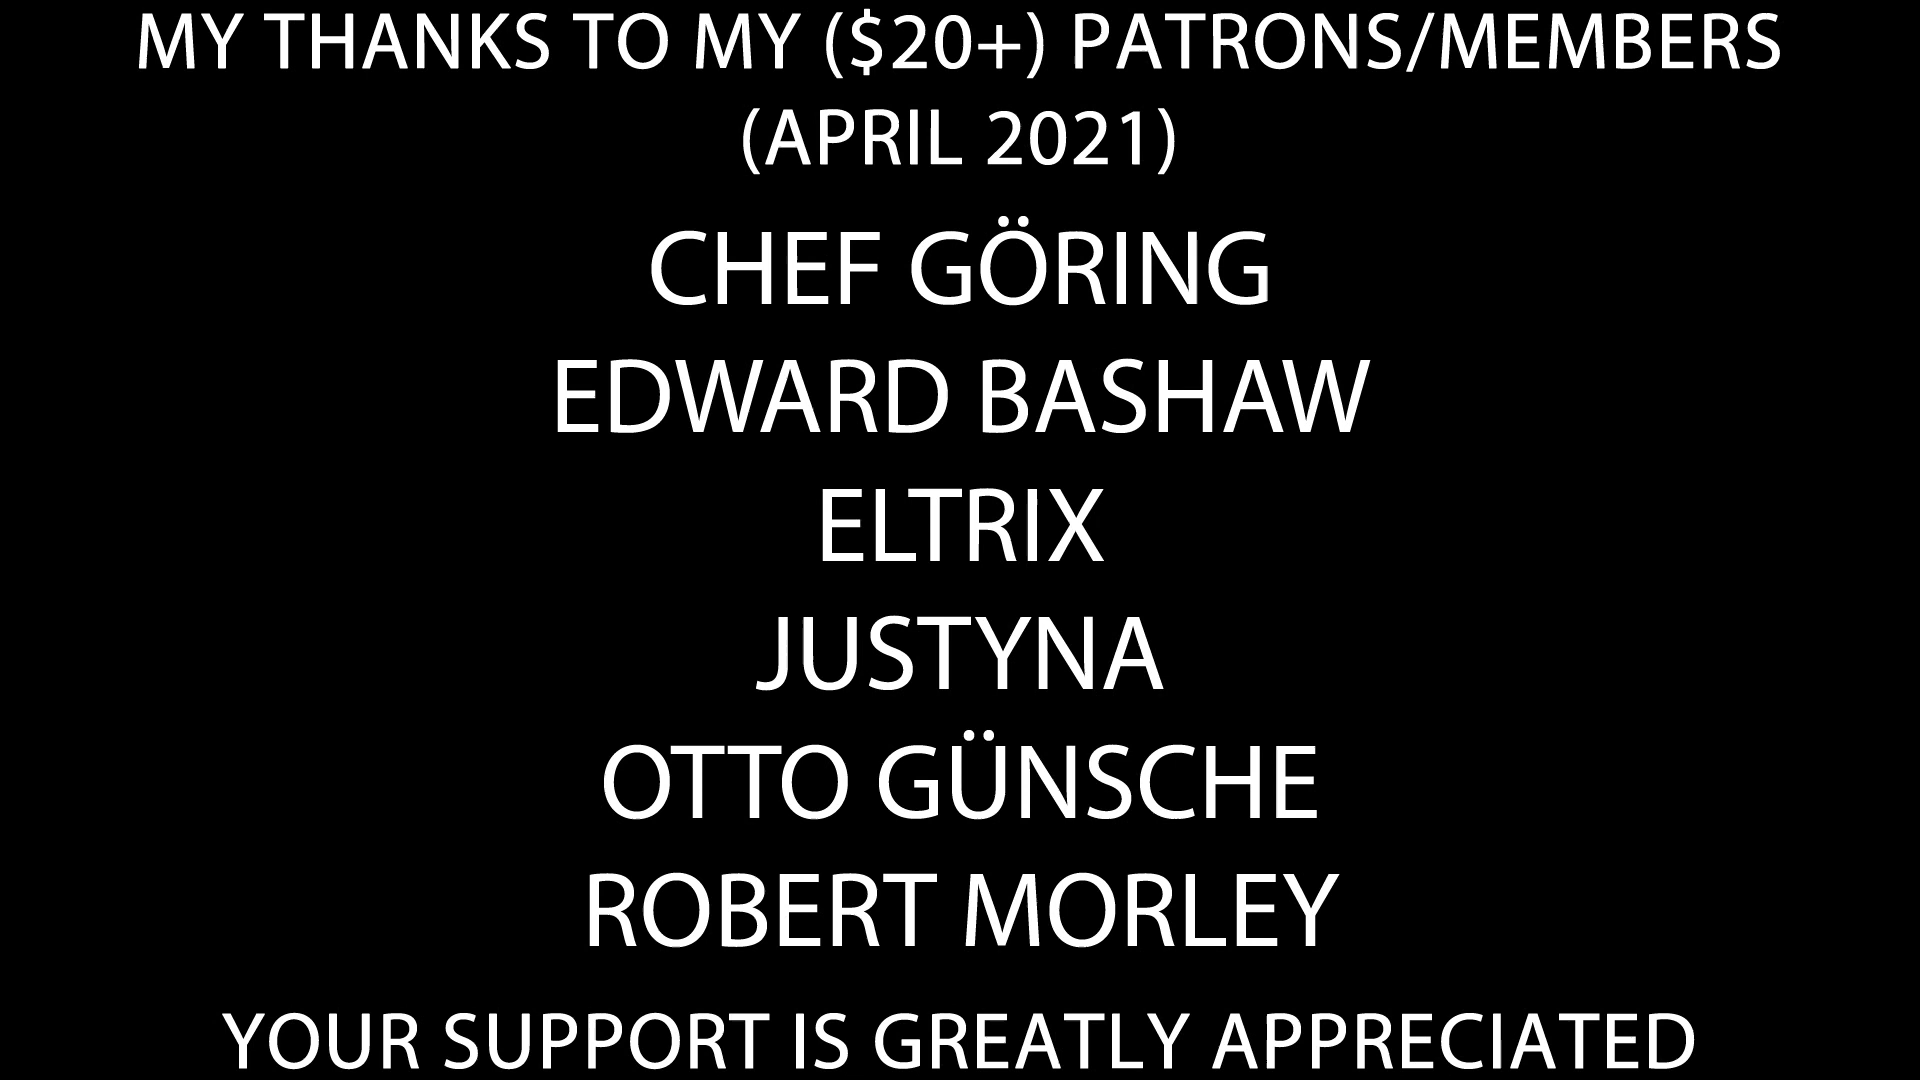 MY THANKS TO MY ($20+) PATRONS/MEMBERS
(APRIL 2021)
CHEF GÖRING
EDWARD BASHAW
ELTRIX
JUSTYNA
OTTO GÜNSCHE
ROBERT MORLEY
YOUR SUPPORT IS GREATLY APPRECIATED